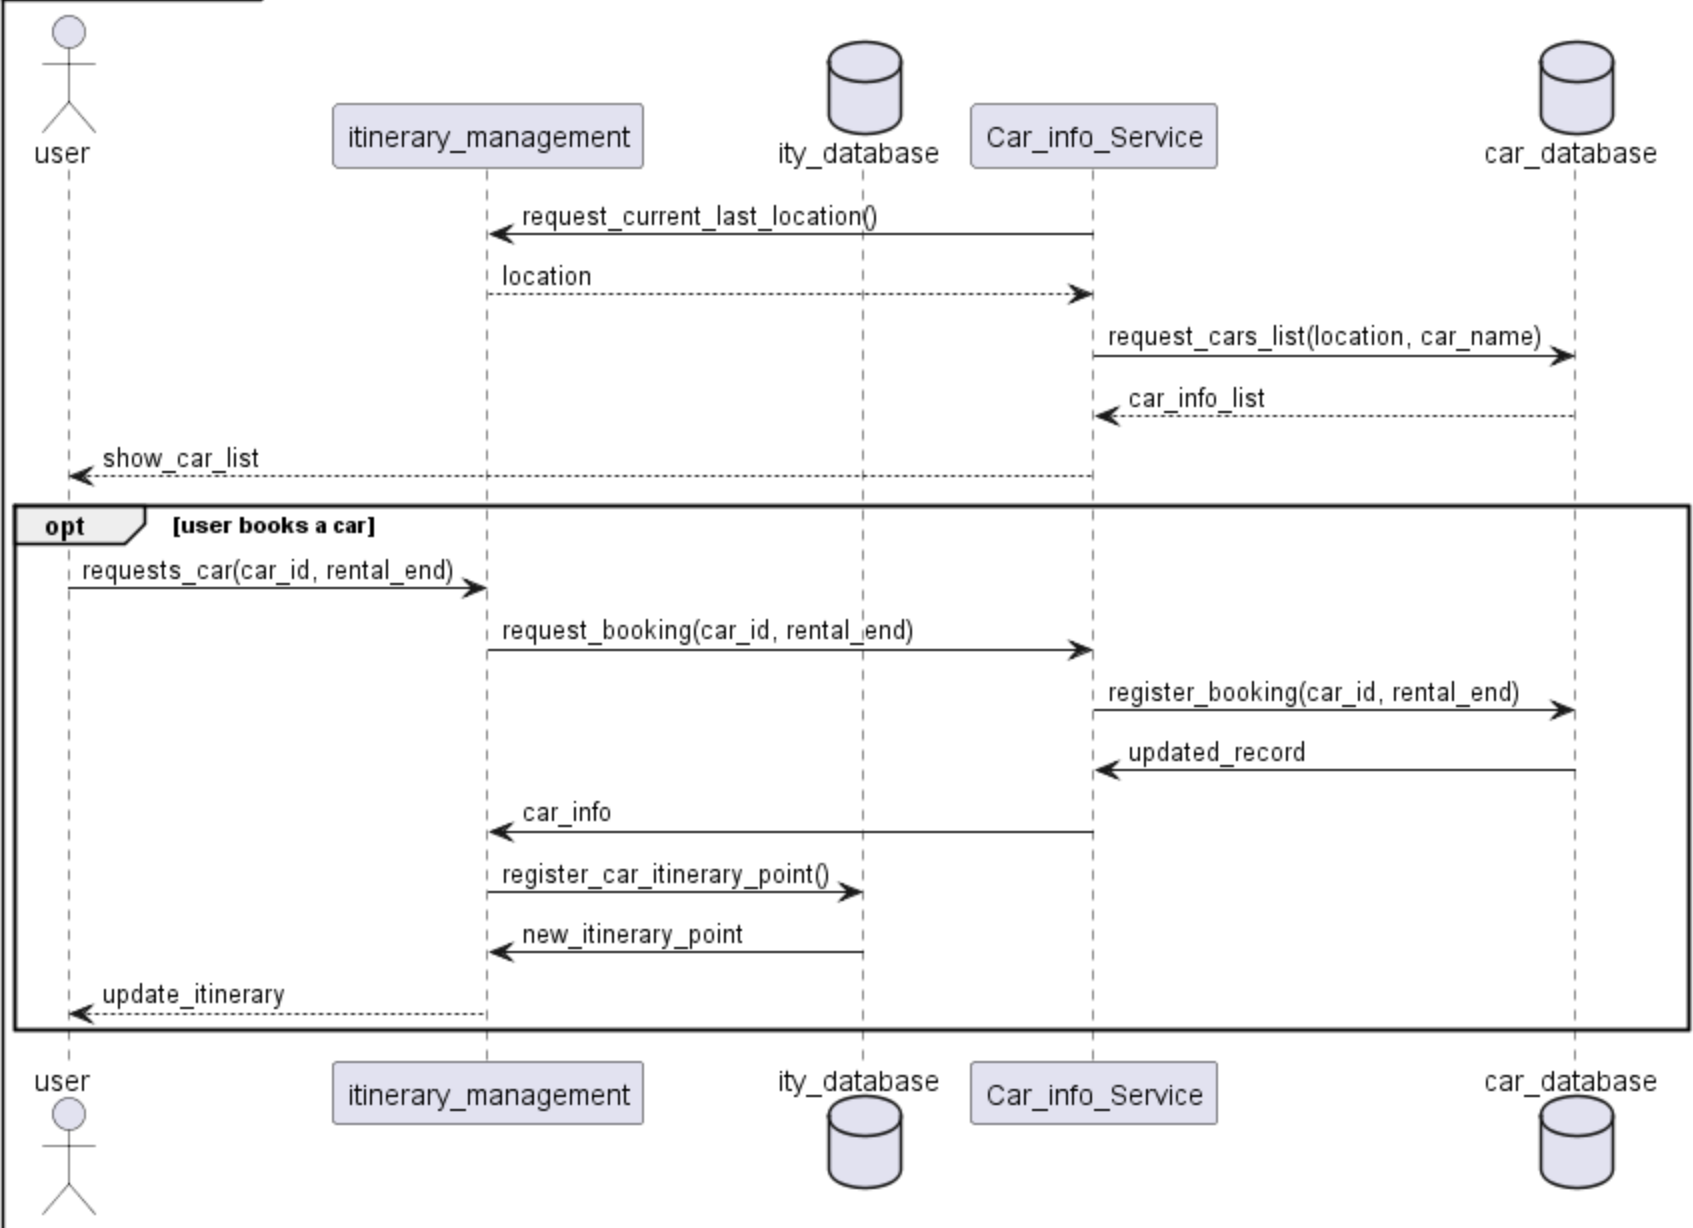 user
itinerary_management
ity_database
Car_info_Service
car_database
request_current_last_location()
location
request_cars_list(location, car_name)
car_info_list
show_car_list
opt
[user books a car]
requests_car(car_id, rental_end)
request_booking(car_id, rental_end)
register_booking(car_id, rental_end)
updated_record
car_info
register_car_itinerary_point()
new_itinerary_point
update_itinerary
user
itinerary_management
ity_database
Car_info_Service
car_database